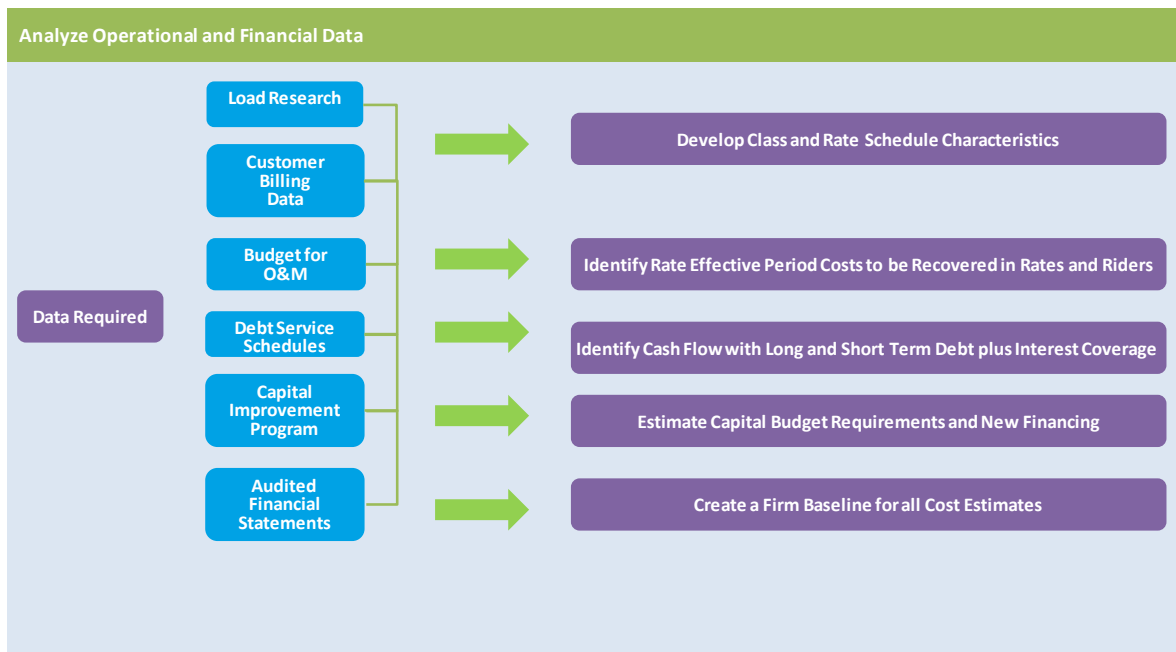 Analyze Operational and Financial Data
Load Research
Customer
Billing
Data
Budget for
O&M
Data Required
Debt Service
Schedules
Capital
Improvement
Program
Audited
Financial
Statements
Develop Class and Rate Schedule Characteristics
Identify Rate Effective Period Costs to be Recovered in Rates and Riders
Identify Cash Flow with Long and Short Term Debt plus Interest Coverage
Estimate Capital Budget Requirements and New Financing
Create a Firm Baseline for all Cost Estimates